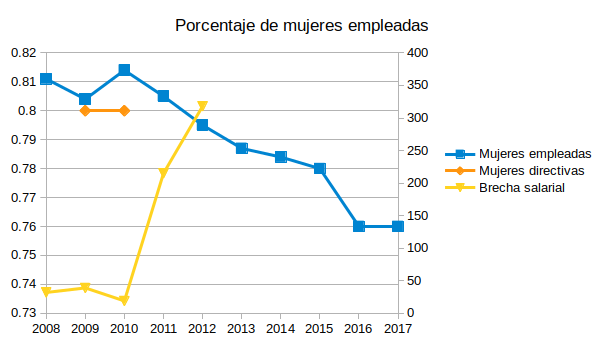 Porcentaje de mujeres empleadas
0.82 400
0.81 350
0.8 300
0.79 250
0.78 200
0.77 150
0.76 100
0.75 50
0.74 0
0.73
2008 2009 2010 2011 2012 2013 2014 2015 2016 2017
Mujeres empleadas
Mujeres directivas
Brecha salarial